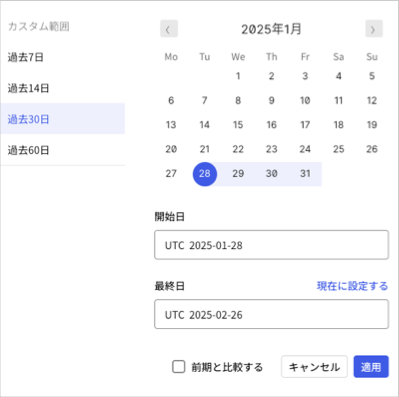 カスタム範囲
過去7日
過去14日
過去30日
過去60日
2025年1月
Mo Tu We Th Fr Sa Su
1 2 3 4 5
6 7 8 9 10 11 12
13 14 15 16 17 18 19
20 21 22 23 24 25 26
27 28 29 30 31
開始日
UTC 2025-01-28
最終日 現在に設定する
UTC 2025-02-26
前期と比較する キャンセル 適用